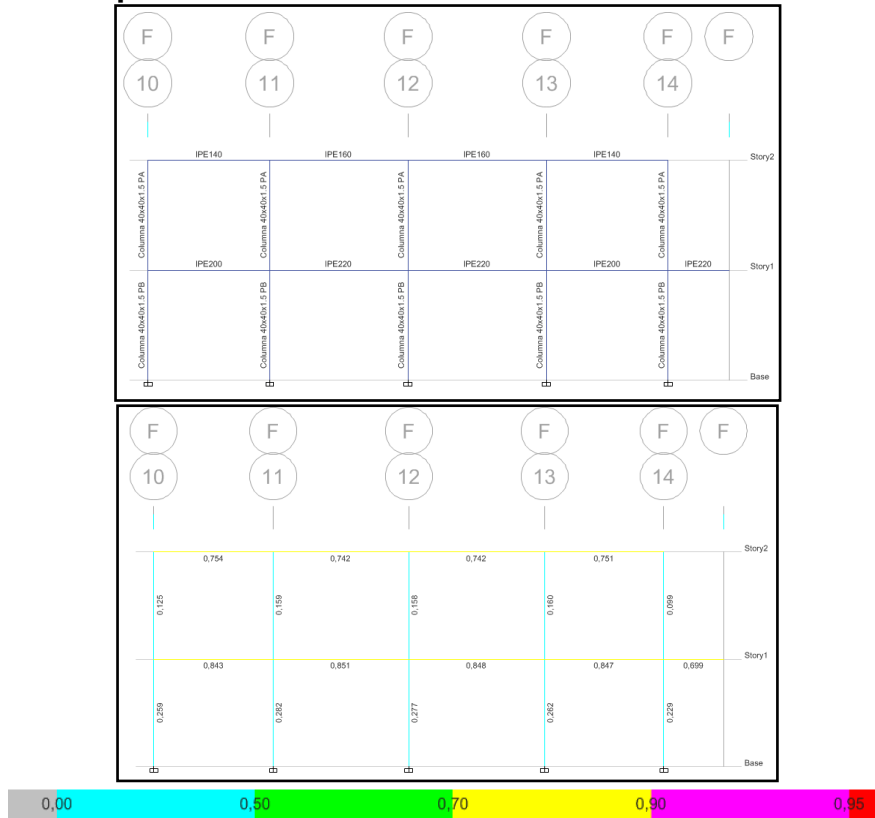 F F F F F F
10 11 12 13 14
IPE140 IPE160 IPE160 IPE140 Story2
Columna 40x40x1.5 PA Columna 40x40x1.5 PA Columna 40x40x1.5 PA Columna 40x40x1.5 PA Columna 40x40x1.5 PA
IPE200 IPE220 IPE220 IPE200 IPE220 Story1
Columna 40x40x1.5 PB Columna 40x40x1.5 PB Columna 40x40x1.5 PB Columna 40x40x1.5 PB Columna 40x40x1.5 PB
Base
F F F F F F
10 11 12 13 14
Story2
0,754 0,742 0,742 0,751
0,125 0,159 0,158 0,160 0,099
Story1
0,843 0,851 0,848 0,847 0,699
0,259 0,282 0,277 0,262 0,229
Base
0,00 0,50 0,70 0,90 0,95